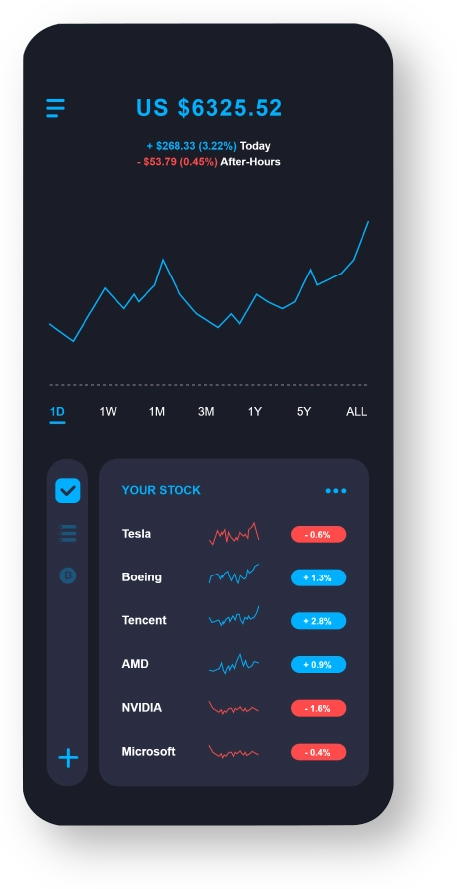 US $6325.52
+ $268.33 (3.22%) Today
- $53.79 (0.45%) After-Hours
1D 1W 1M 3M 1Y 5Y ALL
YOUR STOCK
Tesla - 0.6%
Boeing + 1.3%
Tencent + 2.8%
AMD + 0.9%
NVIDIA - 1.6%
Microsoft - 0.4%